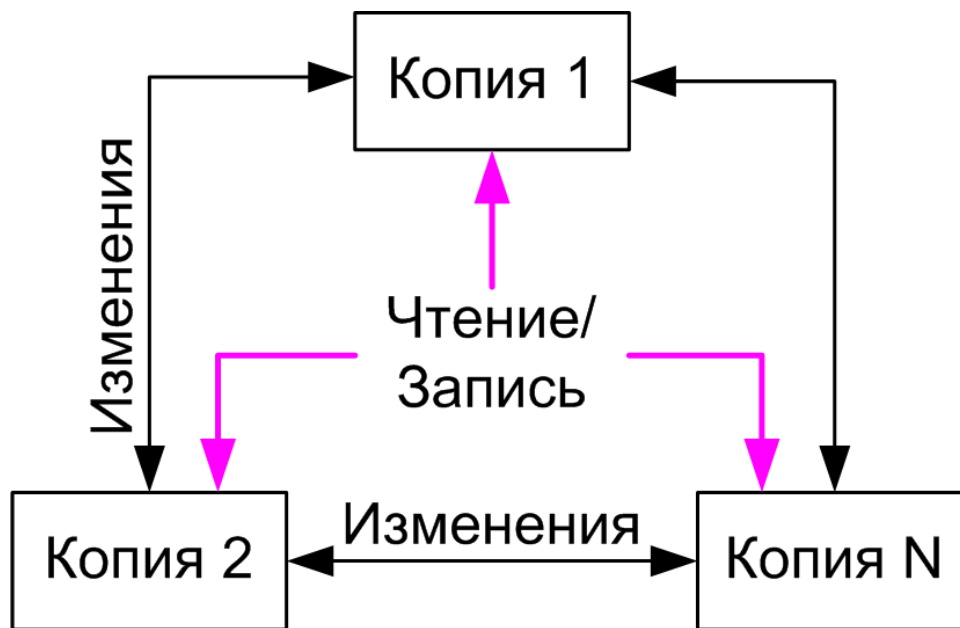 Копия 1
Изменения
Чтение/
Запись
Изменения
Копия 2
Копия N